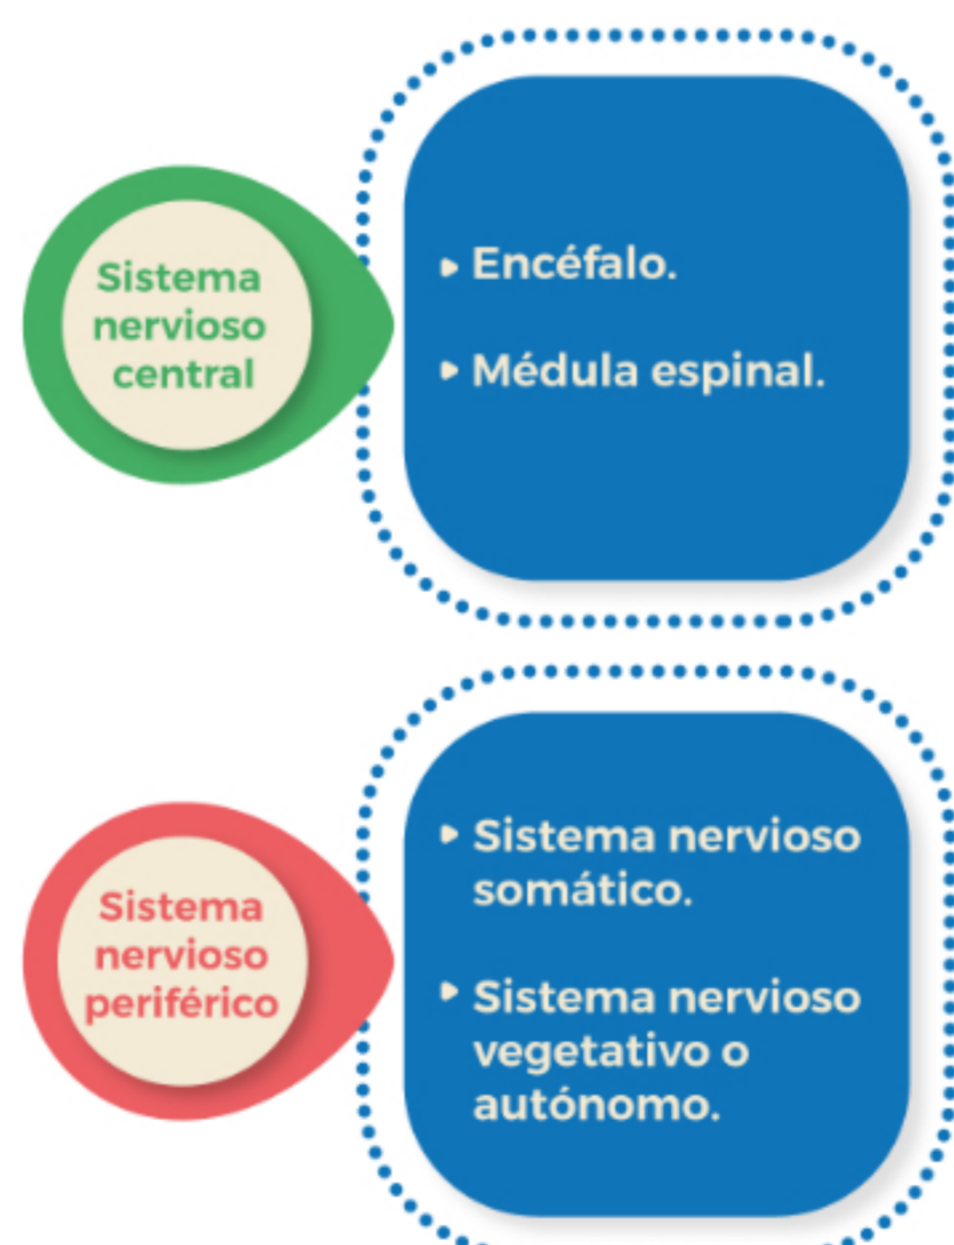 Sistema
nervioso
central
Encéfalo.
Médula espinal.
Sistema
nervioso
periférico
Sistema nervioso
somático.
Sistema nervioso
vegetativo o
autónomo.